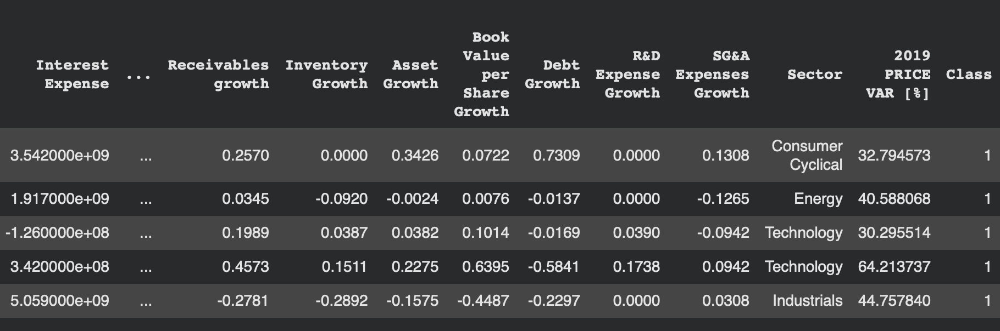 Interest Expense ... Receivables growth Inventory Growth Asset Growth Book Value per Share Growth Debt Growth R&D Expense Growth SG&A Expenses Growth Sector 2019 PRICE VAR [%] Class
3.542000e+09 ... 0.2570 0.0000 0.3426 0.0722 0.7309 0.0000 0.1308 Consumer Cyclical 32.794573 1
1.917000e+09 ... 0.0345 -0.0920 -0.0024 0.0076 -0.0137 0.0000 -0.1265 Energy 40.588068 1
-1.260000e+08 ... 0.1989 0.0387 0.0382 0.1014 -0.0169 0.0390 -0.0942 Technology 30.295514 1
3.420000e+08 ... 0.4573 0.1511 0.2275 0.6395 -0.5841 0.1738 0.0942 Technology 64.213737 1
5.059000e+09 ... -0.2781 -0.2892 -0.1575 -0.4487 -0.2297 0.0000 0.0308 Industrials 44.757840 1